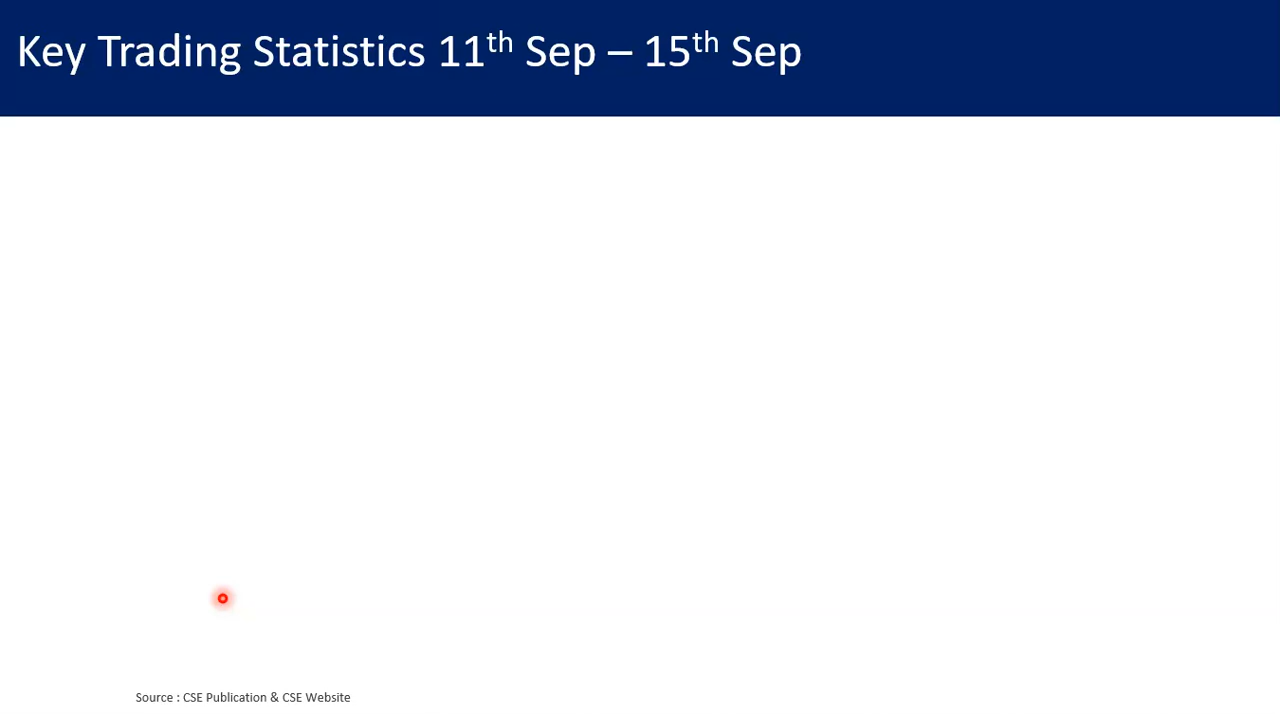 Key Trading Statistics 11th Sep – 15th Sep
Source : CSE Publication & CSE Website